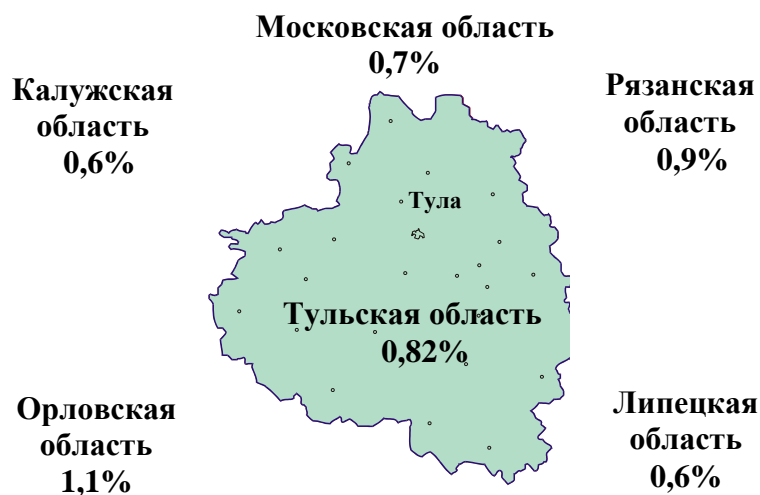 Московская область
0,7%
Калужская
область
0,6%
Рязанская
область
0,9%
Тула
Тульская область
0,82%
Орловская
область
1,1%
Липецкая
область
0,6%